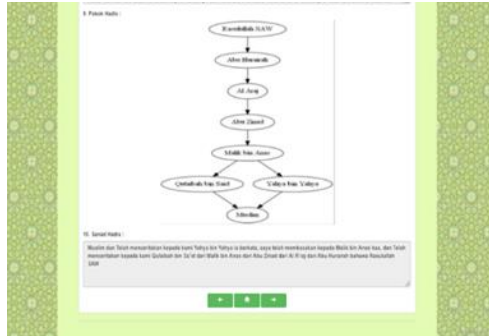 9. Pokok Hadis :
Rasulullah SAW
Abu Hurairah
Al Araj
Abu Zinad
Malik bin Anas
Qutaibah bin Said
Yahya bin Yahya
Muslim
10. Sanad Hadis :
Muslim dan Telah menceritakan kepada kami Yahya bin Yahya ia berkata, saya telah membacakan kepada Malik bin Anas dan Telah
menceritakan kepada kami Qutaibah bin Sa'id dari Malik bin Anas dari Abu Zinad dari Al A'raj dari Abu Hurairah bahwa Rasulullah
SAW